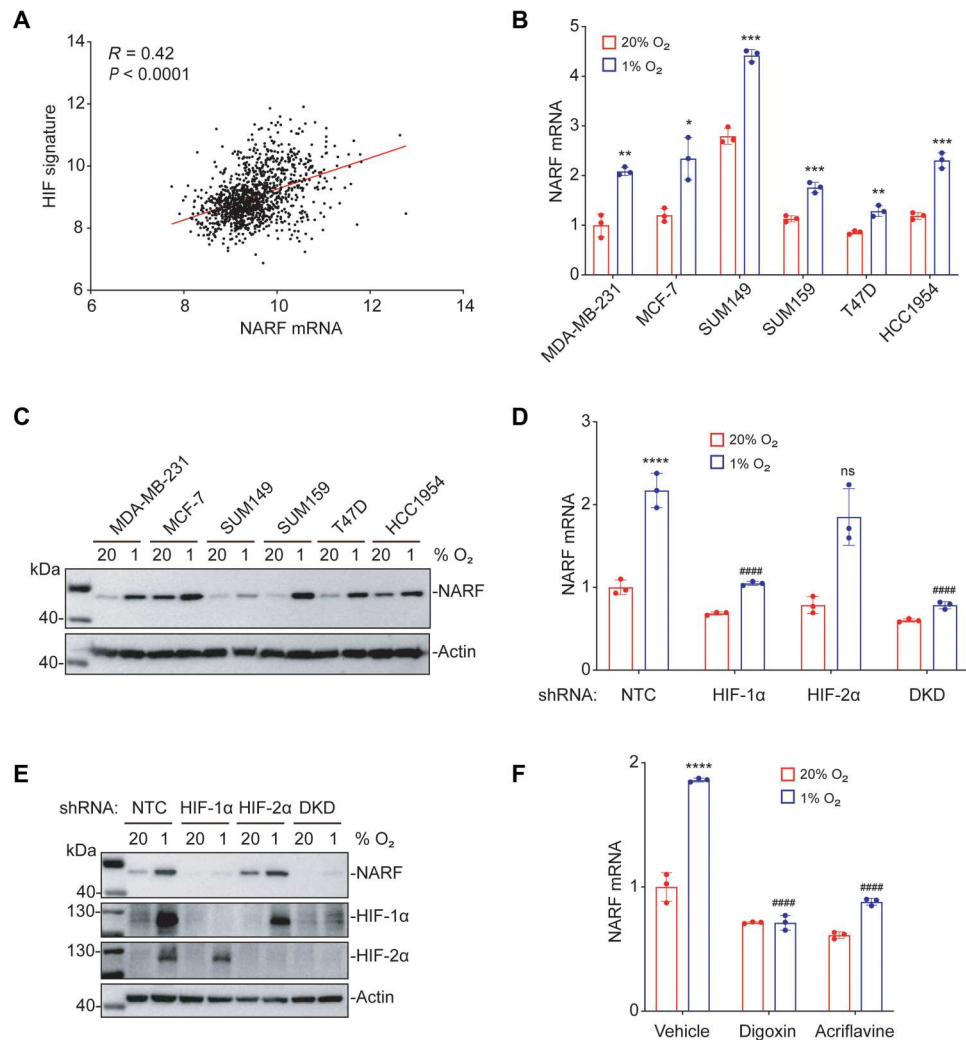 A
R = 0.42
P < 0.0001
HIF signature
14
12
10
8
6
6
8
10
12
14
NARF mRNA
B
20% O₂
1% O₂
NARF mRNA
5
4
3
2
1
0
**
*
***
***
**
***
MDA-MB-231
MCF-7
SUM149
SUM159
T47D
HCC1954
C
MDA-MB-231
MCF-7
SUM149
SUM159
T47D
HCC1954
20 1 20 1 20 1 20 1 20 1 20 1 % O₂
kDa
-NARF
40-
-Actin
40-
D
20% O₂
1% O₂
NARF mRNA
3
2
1
0
****
####
ns
####
shRNA: NTC HIF-1α HIF-2α DKD
E
shRNA: NTC HIF-1α HIF-2α DKD
20 1 20 1 20 1 20 1 % O₂
kDa
-NARF
40-
130-
-HIF-1α
130-
-HIF-2α
-Actin
40-
F
20% O₂
1% O₂
NARF mRNA
2
1
0
****
####
####
Vehicle Digoxin Acriflavine